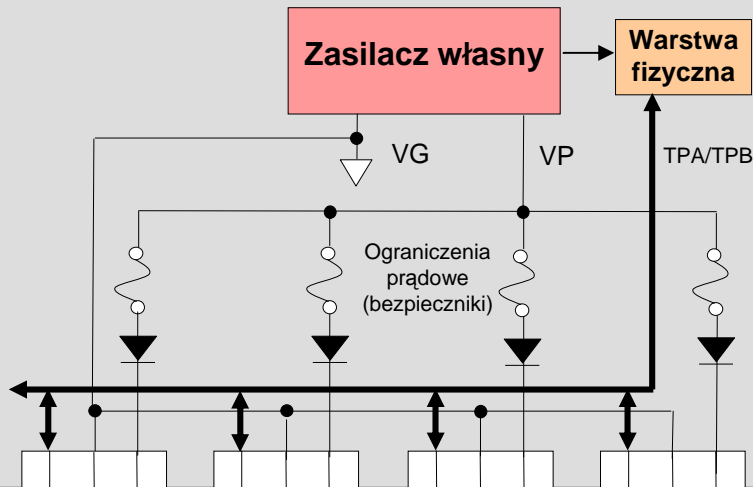 Zasilacz własny
Warstwa
fizyczna
VG
VP
TPA/TPB
Ograniczenia
prądowe
(bezpieczniki)